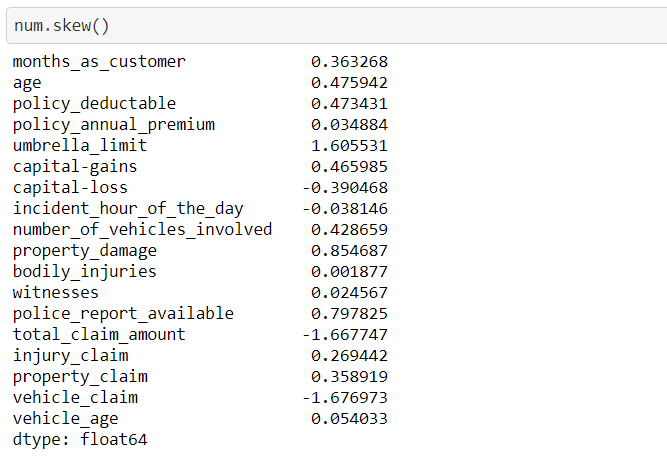 num.skew()
months_as_customer 0.363268
age 0.475942
policy_deductable 0.473431
policy_annual_premium 0.034884
umbrella_limit 1.605531
capital-gains 0.465985
capital-loss -0.390468
incident_hour_of_the_day -0.038146
number_of_vehicles_involved 0.428659
property_damage 0.854687
bodily_injuries 0.001877
witnesses 0.024567
police_report_available 0.797825
total_claim_amount -1.667747
injury_claim 0.269442
property_claim 0.358919
vehicle_claim -1.676973
vehicle_age 0.054033
dtype: float64